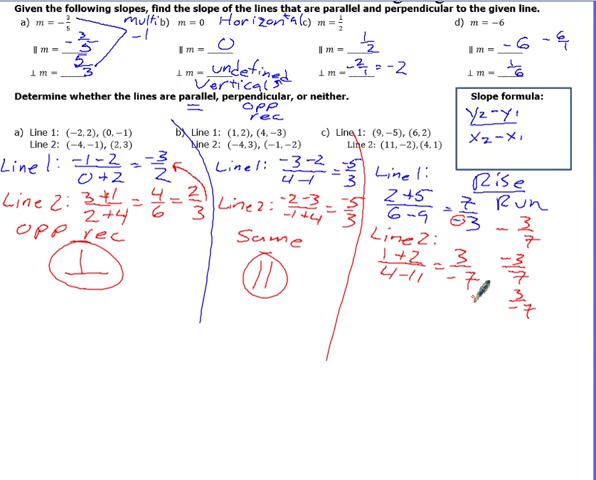 Given the following slopes, find the slope of the lines that are parallel and perpendicular to the given line.
a) m = -3/5 multi -1 b) m = 0 Horizontal c) m = 1/2 d) m = -6
∥ m = -3/5 ∥ m = 0 ∥ m = 1/2 ∥ m = -6 -6/1
⊥ m = 5/3 ⊥ m = undefined ⊥ m = -2/1 = -2 ⊥ m = 1/6
Verticals
Determine whether the lines are parallel, perpendicular, or neither.
= opp rec
Slope formula:
y₂-y₁
x₂-x₁
a) Line 1: (−2, 2), (0, −1) b) Line 1: (1, 2), (4, −3) c) Line 1: (9, −5), (6, 2)
Line 2: (−4, −1), (2, 3) Line 2: (−4, 3), (−1, −2) Line 2: (11, −2), (4, 1)
Line 1: -1-2/0+2 = -3/2
Line 2: 3+1/2+4 = 4/6 = 2/3
opp rec
⊥
Line 1: -3-2/4-1 = -5/3
Line 2: -2-3/-1+4 = -5/3
Same
||
Line 1:
2+5/6-9 = 7/-3
Line 2:
1+2/4-11 = 3/-7
Rise
Run
-3/7
-3/7
3/-7